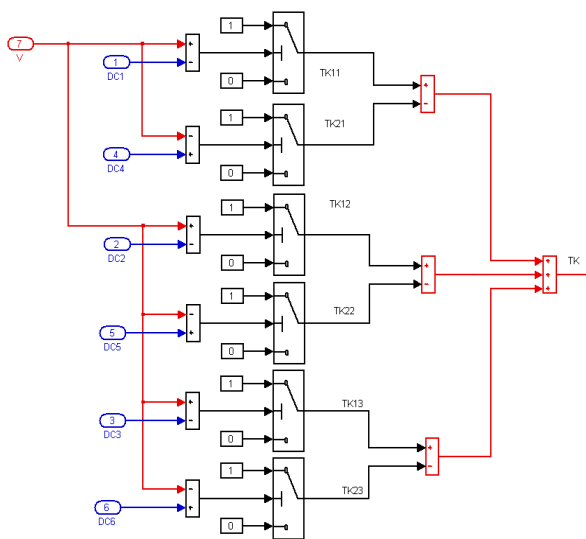 1
7
V
+
-
1
DC1
0
TK11
+
-
1
TK21
-
+
4
DC4
0
1
TK12
+
-
2
DC2
0
+
-
+
+
+
TK
1
-
+
5
DC5
TK22
0
1
TK13
+
-
3
DC3
0
+
-
1
-
+
6
DC6
TK23
0